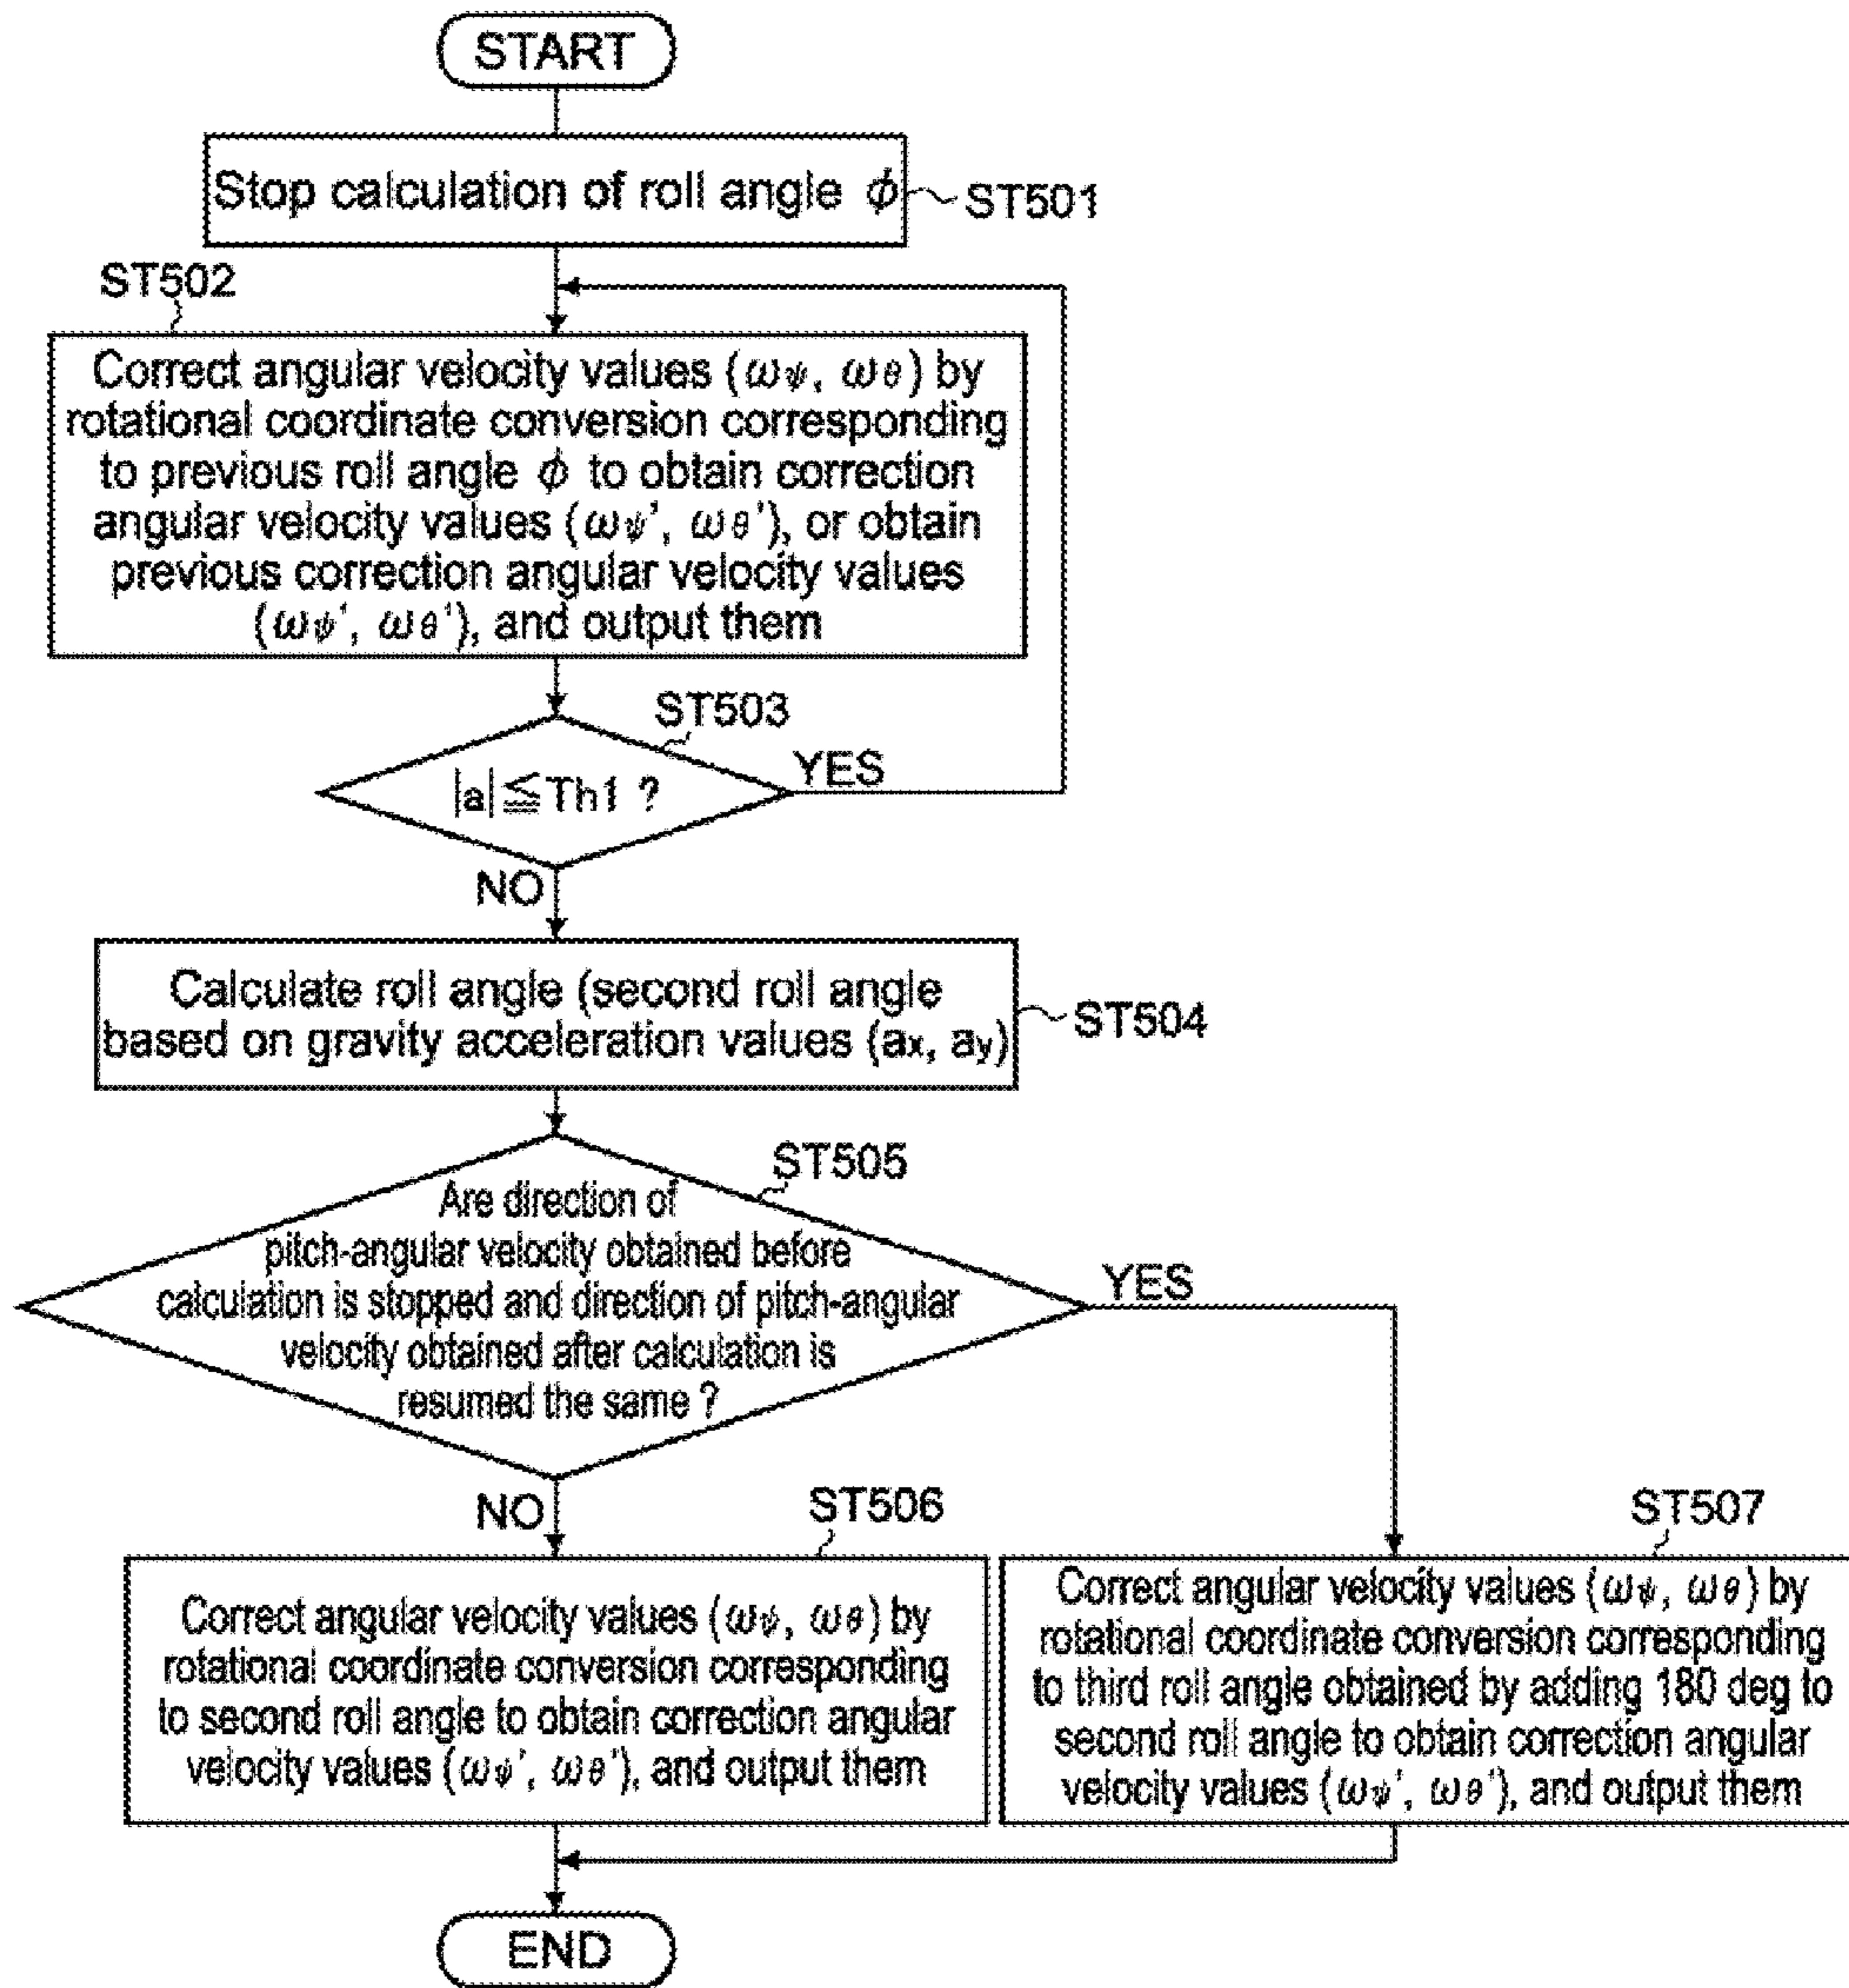 START
Stop calculation of roll angle ϕ
ST501
ST502
Correct angular velocity values (ωψ, ωθ) by
rotational coordinate conversion corresponding
to previous roll angle ϕ to obtain correction
angular velocity values (ωψ', ωθ'), or obtain
previous correction angular velocity values
(ωψ', ωθ'), and output them
ST503
|a|≦Th1 ?
YES
NO
Calculate roll angle (second roll angle
based on gravity acceleration values (ax, ay)
ST504
ST505
Are direction of
pitch-angular velocity obtained before
calculation is stopped and direction of pitch-angular
velocity obtained after calculation is
resumed the same ?
YES
NO
ST506
Correct angular velocity values (ωψ, ωθ) by
rotational coordinate conversion corresponding
to second roll angle to obtain correction angular
velocity values (ωψ', ωθ'), and output them
ST507
Correct angular velocity values (ωψ, ωθ) by
rotational coordinate conversion corresponding
to third roll angle obtained by adding 180 deg to
second roll angle to obtain correction angular
velocity values (ωψ', ωθ'), and output them
END